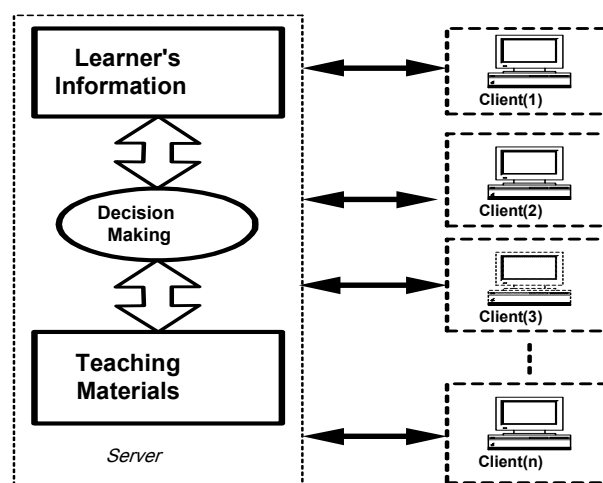 Learner's
Information
Decision
Making
Teaching
Materials
Server
Client(1)
Client(2)
Client(3)
Client(n)